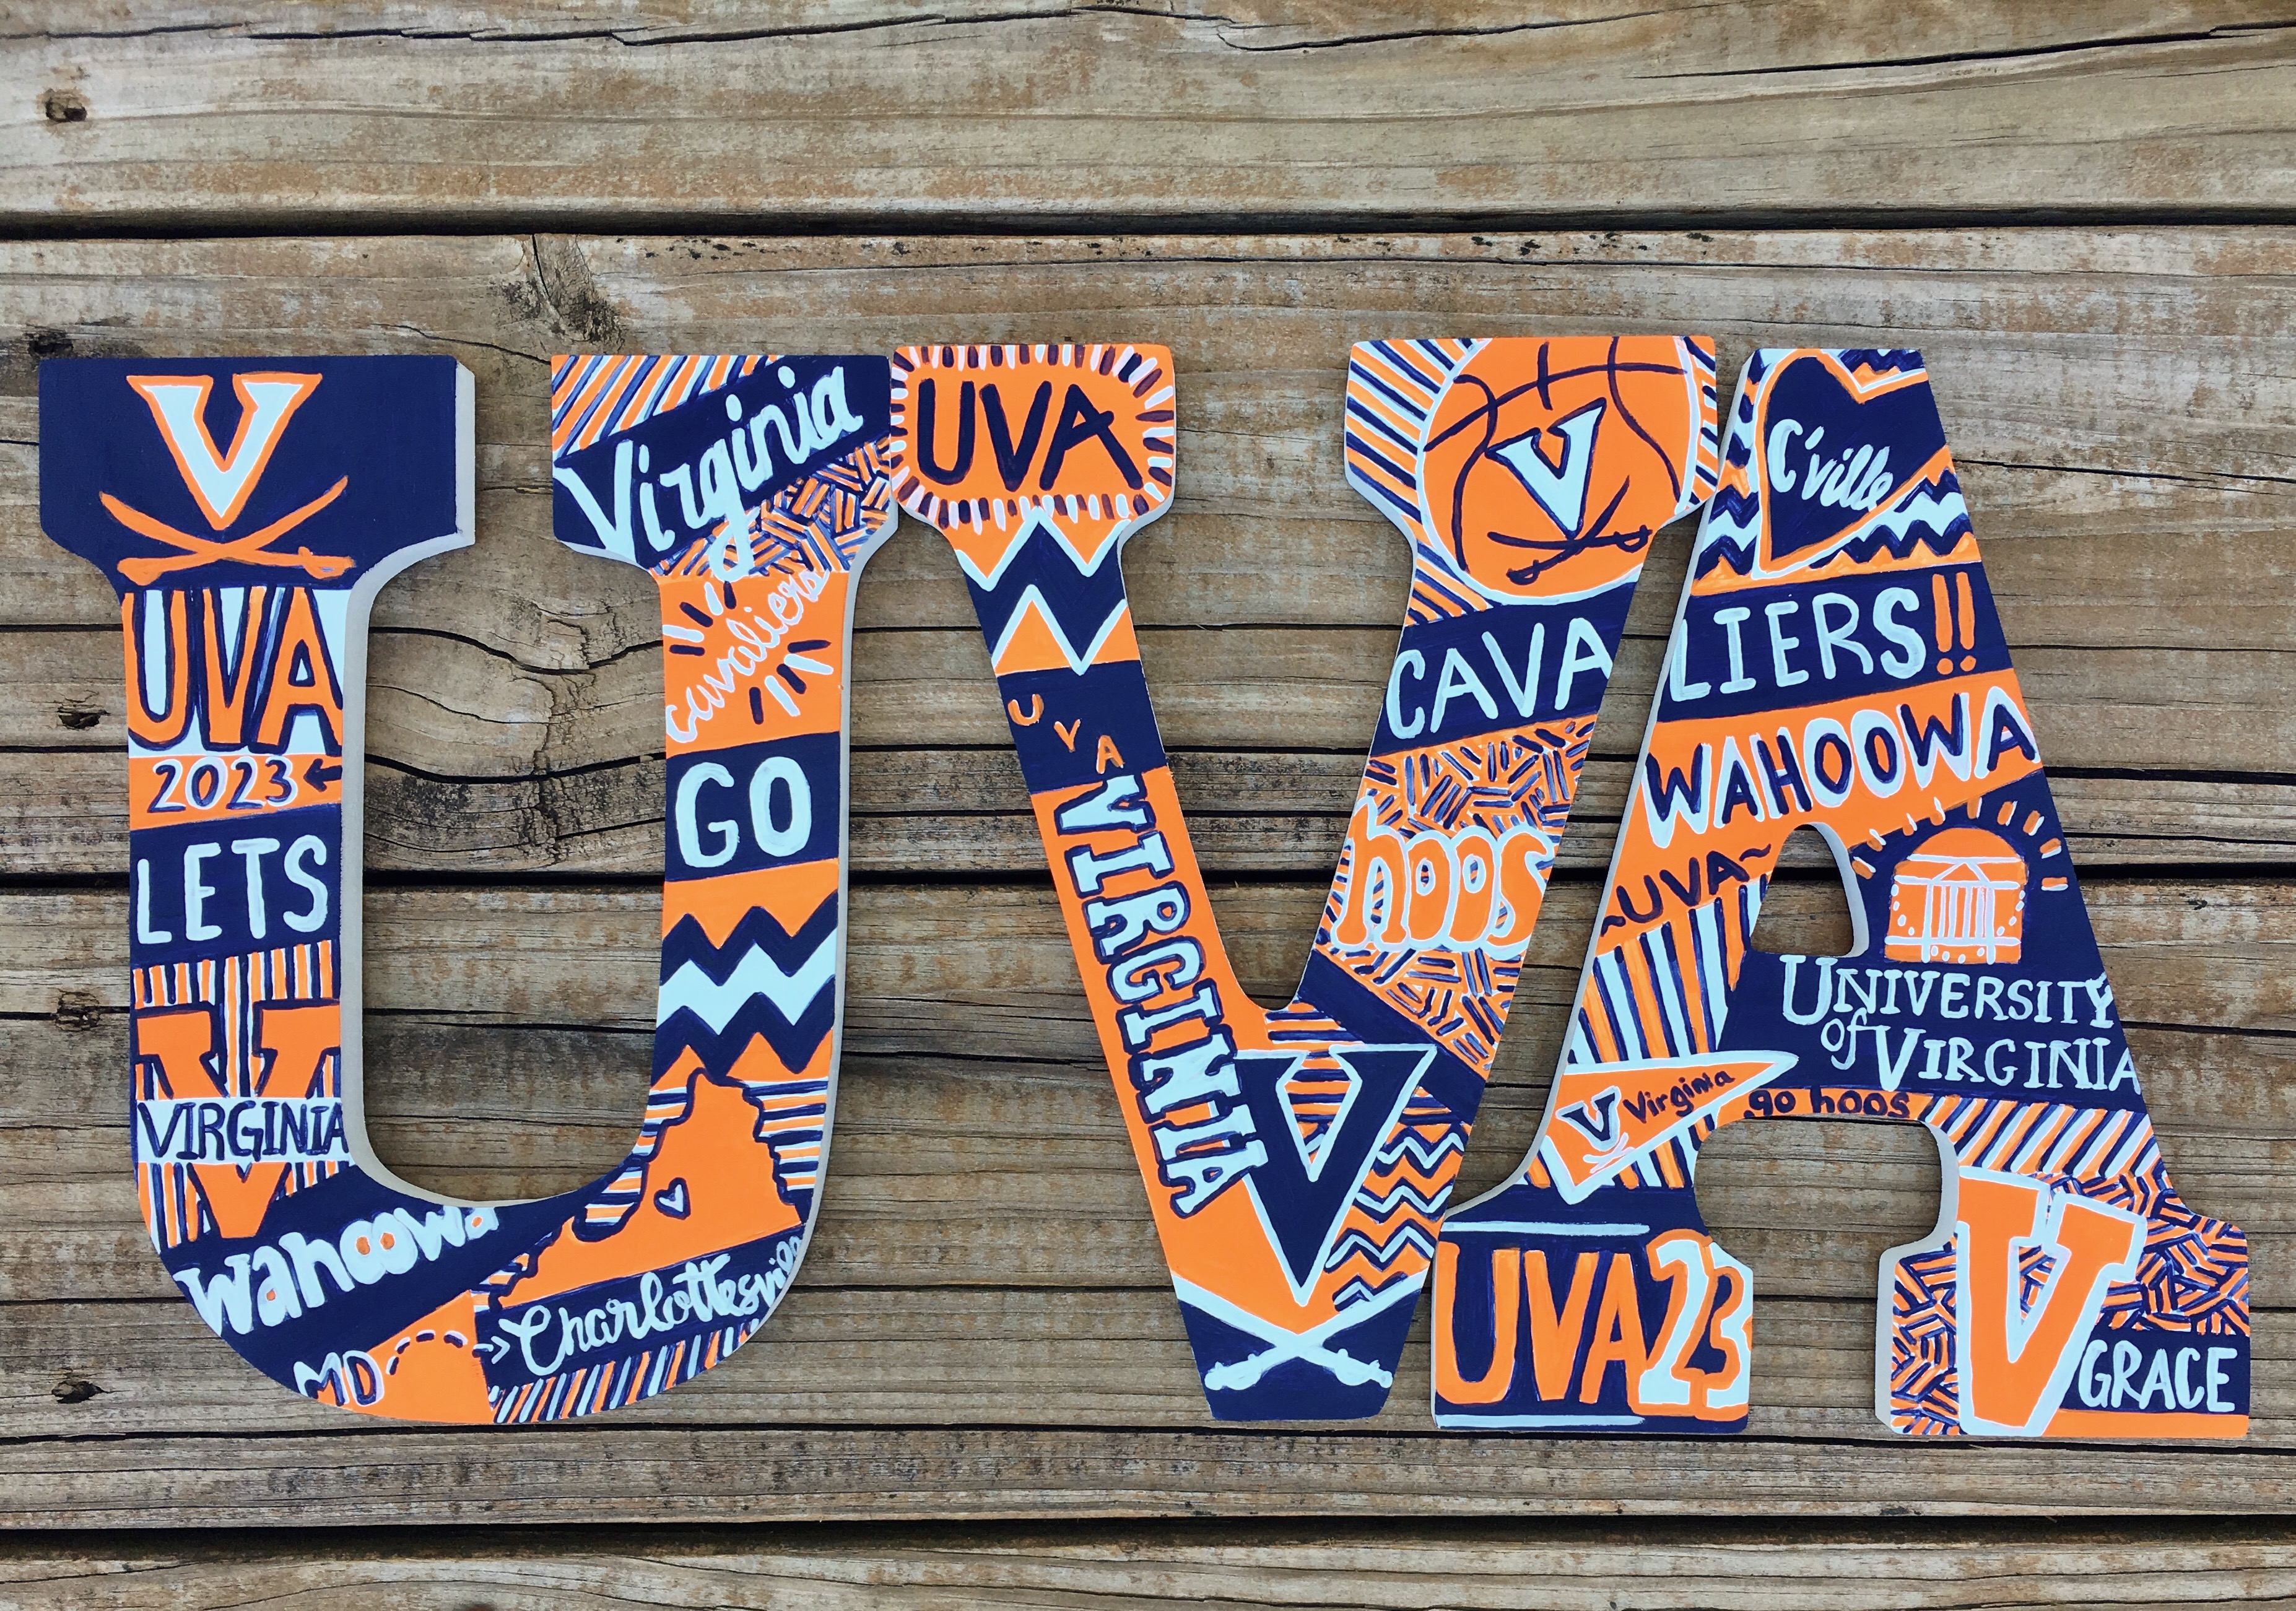 V
UVA
2023←
LETS
V
VIRGINIA
wahoowa
MD
Virginia
cavaliers
GO
Charlottesvill
UVA
UVA
VIRGINIA
V
V
CAVA
hoos
C'ville
LIERS!!
WAHOOWA
~UVA~
UNIVERSITY
of VIRGINIA
V Virginia
go hoos
UVA23
V
GRACE